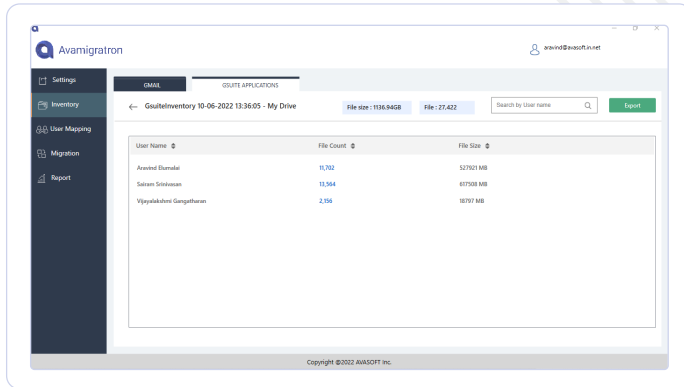 Avamigratron
aravind@avasoft.in.net
Settings
Inventory
User Mapping
Migration
Report
GMAIL
GSUITE APPLICATIONS
GsuiteInventory 10-06-2022 13:36:05 - My Drive
File size : 1136.94GB
File : 27,422
Search by User name
Export
User Name File Count File Size
Aravind Elumalai 11,702 527921 MB
Sairam Srinivasan 13,564 617508 MB
Vijayalakshmi Gangatharan 2,156 18797 MB
Copyright @2022 AVASOFT Inc.